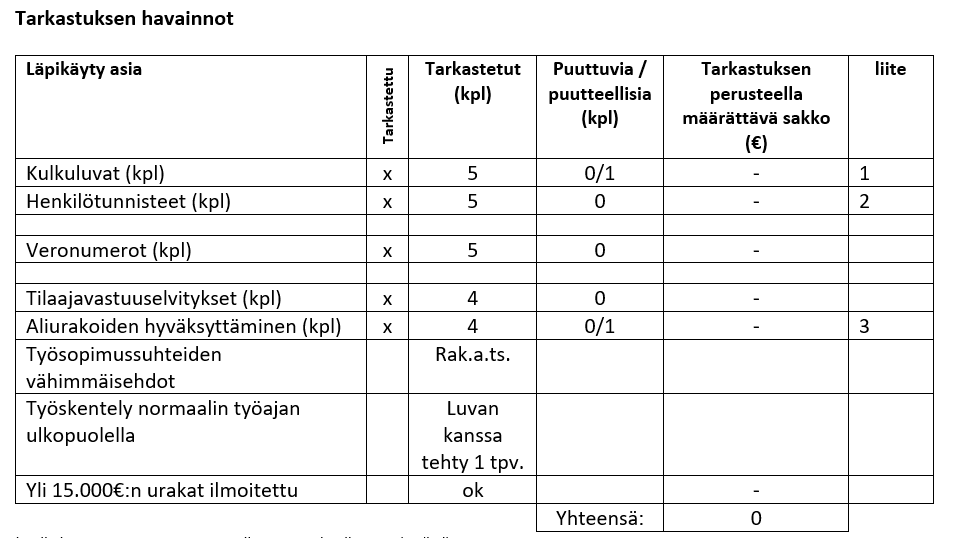 Tarkastuksen havainnot
Läpikäyty asia
Tarkastettu
Tarkastetut
(kpl)
Puuttuvia /
puutteellisia
(kpl)
Tarkastuksen
perusteella
määrättävä sakko
(€)
liite
Kulkuluvat (kpl) x 5 0/1 - 1
Henkilötunnisteet (kpl) x 5 0 - 2
Veronumerot (kpl) x 5 0 -
Tilaajavastuuselvitykset (kpl) x 4 0 -
Aliurakoiden hyväksyttäminen (kpl) x 4 0/1 - 3
Työsopimussuhteiden
vähimmäisehdot
Rak.a.ts.
Työskentely normaalin työajan
ulkopuolella
Luvan
kanssa
tehty 1 tpv.
Yli 15.000€:n urakat ilmoitettu ok -
Yhteensä: 0